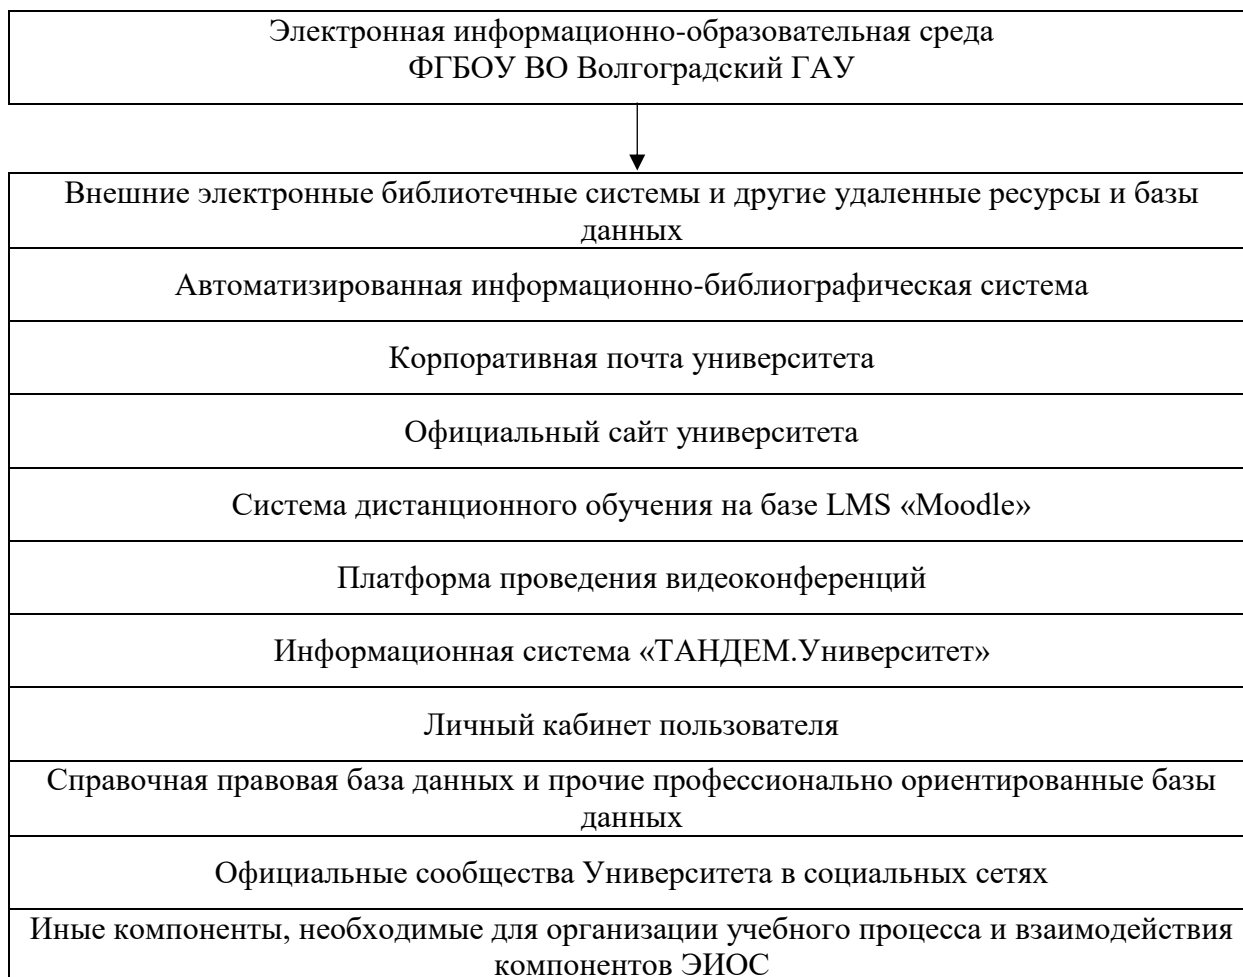 Электронная информационно-образовательная среда
ФГБОУ ВО Волгоградский ГАУ
Внешние электронные библиотечные системы и другие удаленные ресурсы и базы
данных
Автоматизированная информационно-библиографическая система
Корпоративная почта университета
Официальный сайт университета
Система дистанционного обучения на базе LMS «Moodle»
Платформа проведения видеоконференций
Информационная система «ТАНДЕМ.Университет»
Личный кабинет пользователя
Справочная правовая база данных и прочие профессионально ориентированные базы
данных
Официальные сообщества Университета в социальных сетях
Иные компоненты, необходимые для организации учебного процесса и взаимодействия
компонентов ЭИОС